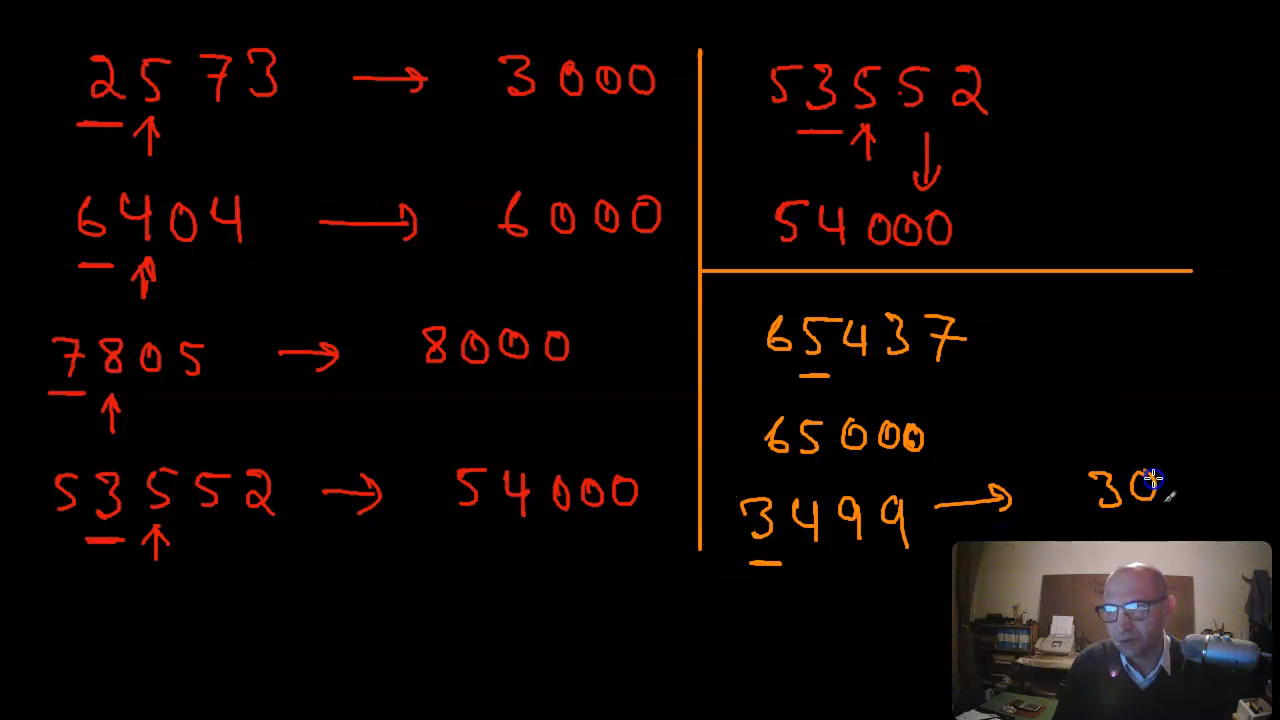 2573 → 3000
6404 → 6000
7805 → 8000
53552 → 54000
53552
↓
54000
65437
65000
3499 → 30